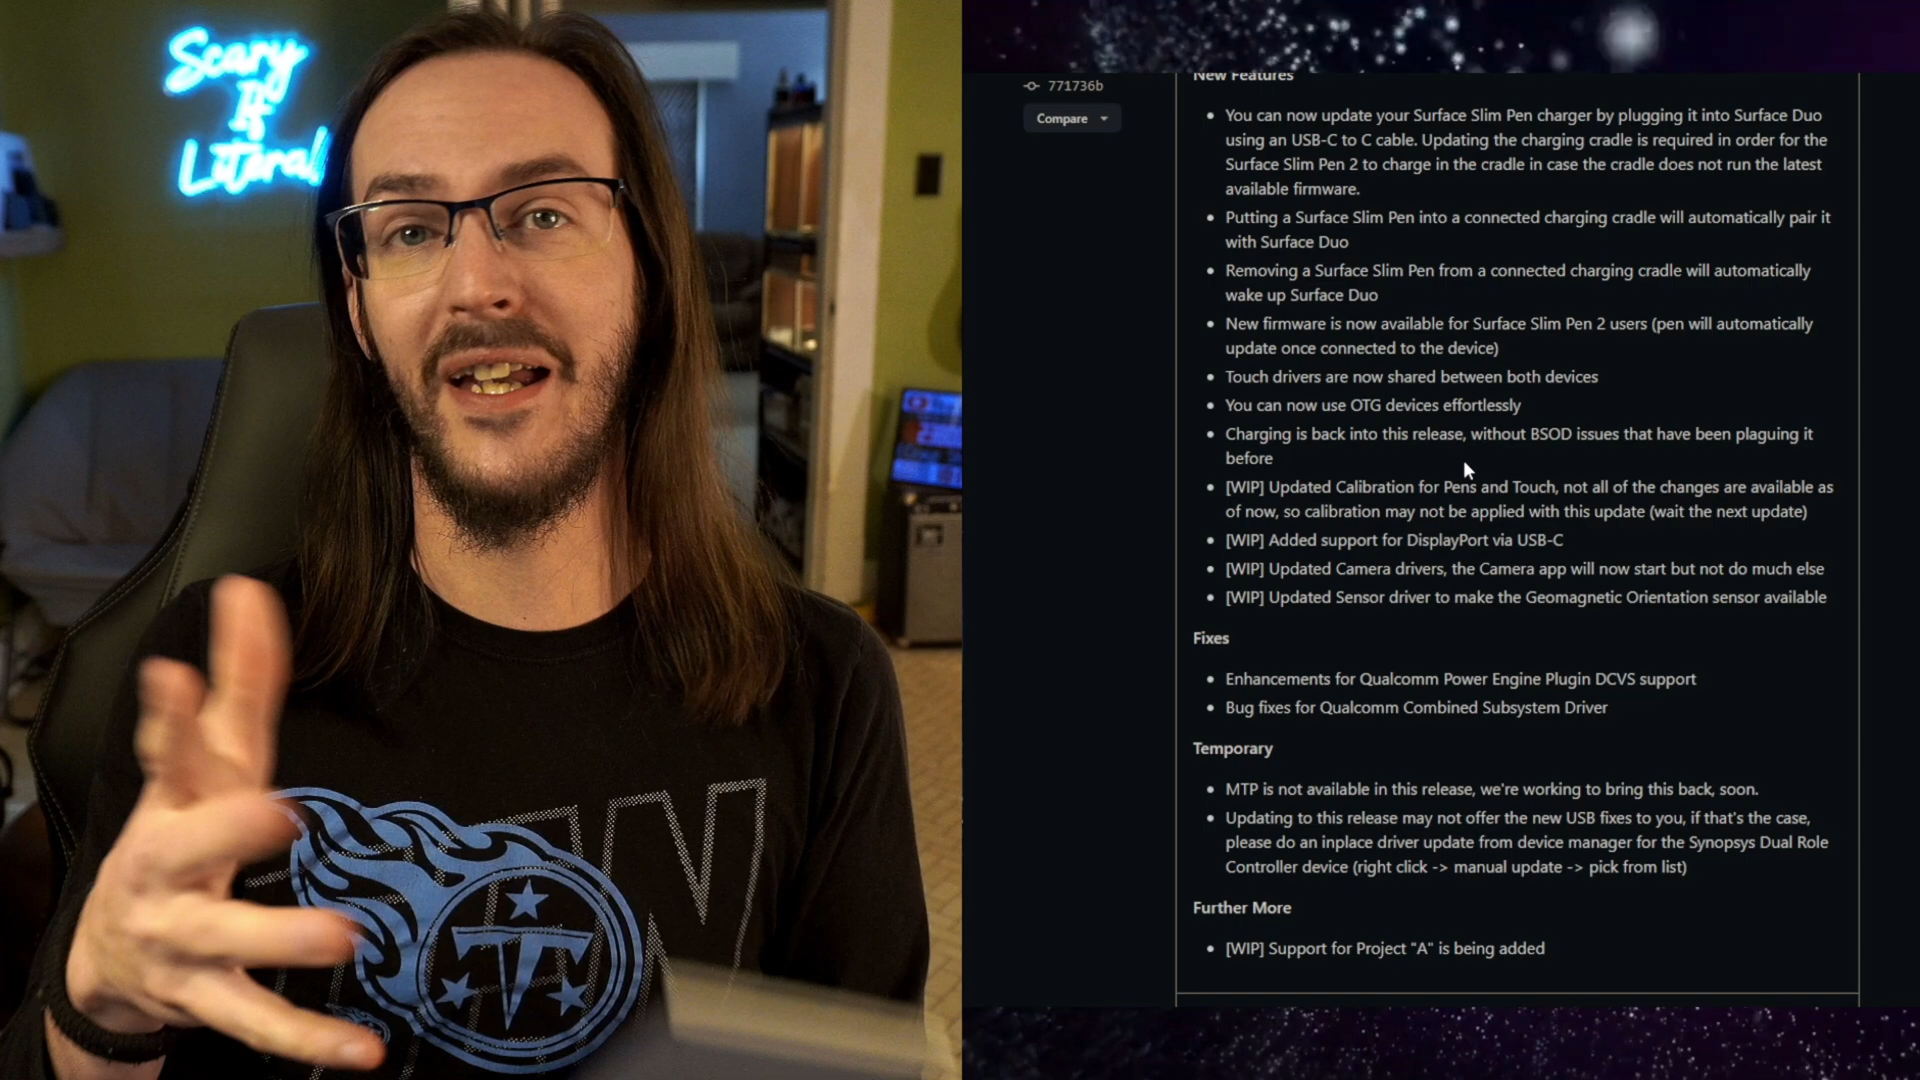 Scary
It
Literal
771736b
Compare
New Features
You can now update your Surface Slim Pen charger by plugging it into Surface Duo
using an USB-C to C cable. Updating the charging cradle is required in order for the
Surface Slim Pen 2 to charge in the cradle in case the cradle does not run the latest
available firmware.
Putting a Surface Slim Pen into a connected charging cradle will automatically pair it
with Surface Duo
Removing a Surface Slim Pen from a connected charging cradle will automatically
wake up Surface Duo
New firmware is now available for Surface Slim Pen 2 users (pen will automatically
update once connected to the device)
Touch drivers are now shared between both devices
You can now use OTG devices effortlessly
Charging is back into this release, without BSOD issues that have been plaguing it
before
[WIP] Updated Calibration for Pens and Touch, not all of the changes are available as
of now, so calibration may not be applied with this update (wait the next update)
[WIP] Added support for DisplayPort via USB-C
[WIP] Updated Camera drivers, the Camera app will now start but not do much else
[WIP] Updated Sensor driver to make the Geomagnetic Orientation sensor available
Fixes
Enhancements for Qualcomm Power Engine Plugin DCVS support
Bug fixes for Qualcomm Combined Subsystem Driver
Temporary
MTP is not available in this release, we're working to bring this back, soon.
Updating to this release may not offer the new USB fixes to you, if that's the case,
please do an inplace driver update from device manager for the Synopsys Dual Role
Controller device (right click -> manual update -> pick from list)
Further More
[WIP] Support for Project "A" is being added
T